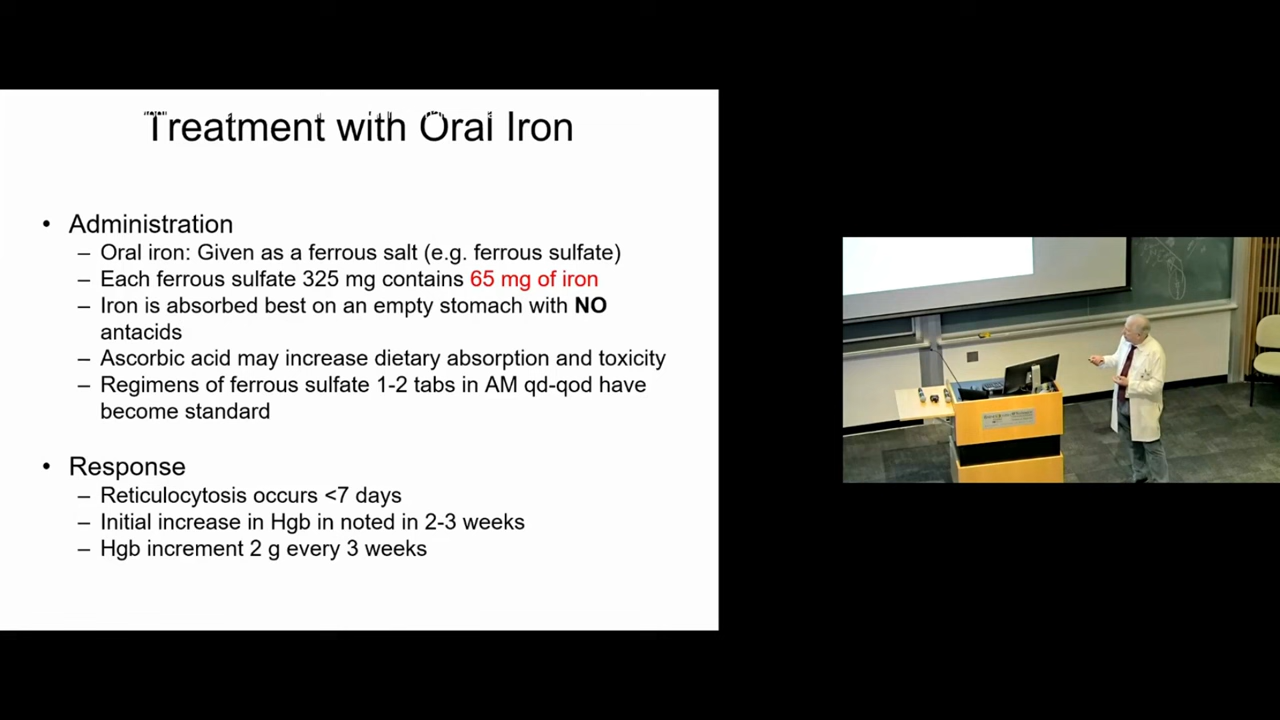 Treatment with Oral Iron
• Administration
– Oral iron: Given as a ferrous salt (e.g. ferrous sulfate)
– Each ferrous sulfate 325 mg contains 65 mg of iron
– Iron is absorbed best on an empty stomach with NO
antacids
– Ascorbic acid may increase dietary absorption and toxicity
– Regimens of ferrous sulfate 1-2 tabs in AM qd-qod have
become standard
• Response
– Reticulocytosis occurs <7 days
– Initial increase in Hgb in noted in 2-3 weeks
– Hgb increment 2 g every 3 weeks